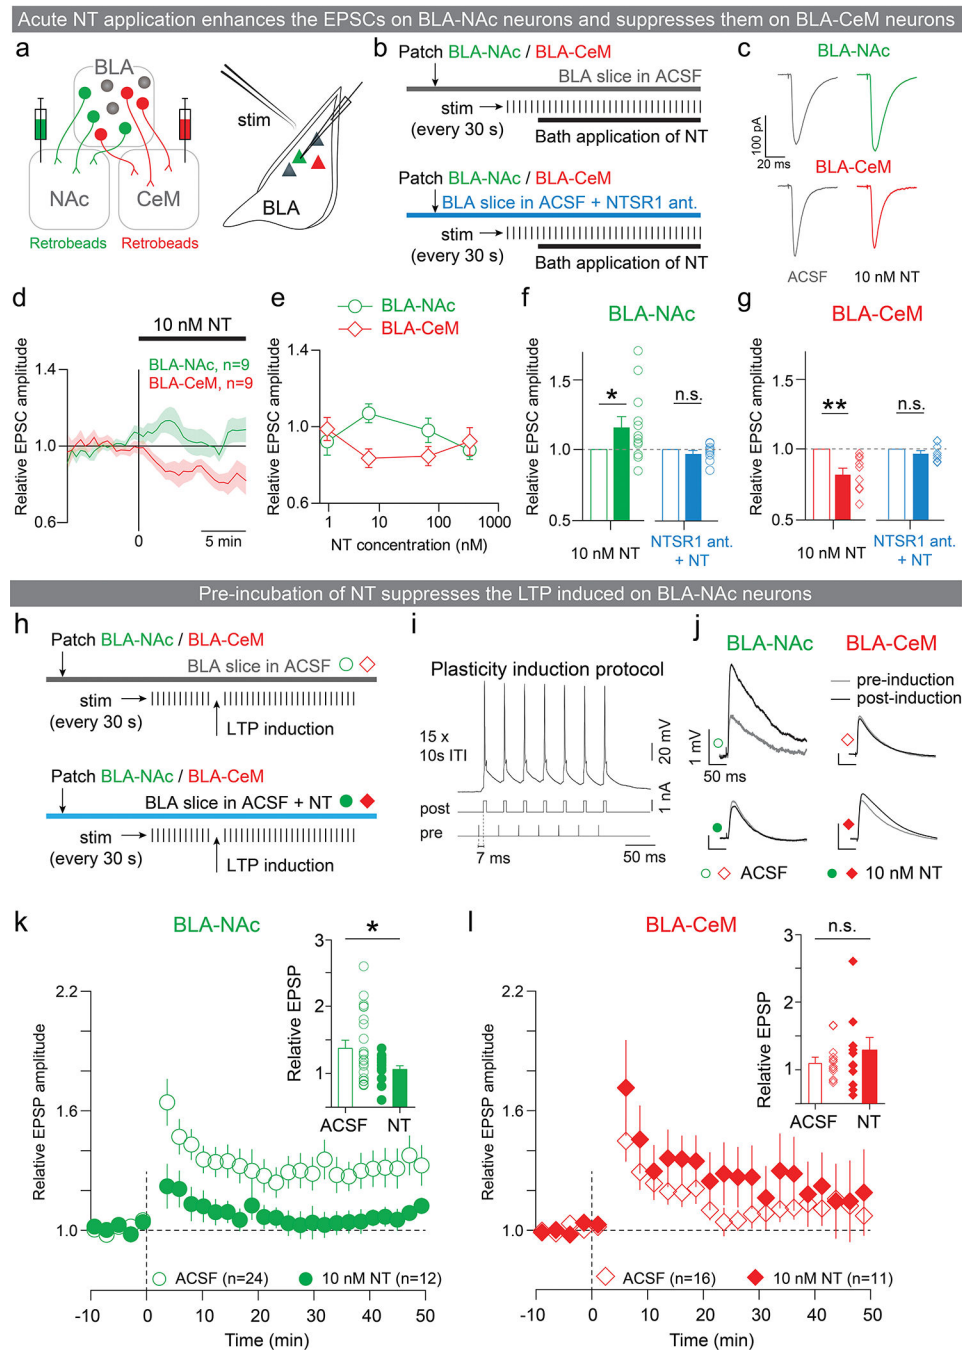 Acute NT application enhances the EPSCs on BLA-NAc neurons and suppresses them on BLA-CeM neurons
a
BLA
NAc
CeM
Retrobeads
Retrobeads
stim
BLA
b
Patch BLA-NAc / BLA-CeM
BLA slice in ACSF
stim
(every 30 s)
Bath application of NT
Patch BLA-NAc / BLA-CeM
BLA slice in ACSF + NTSR1 ant.
stim
(every 30 s)
Bath application of NT
c
BLA-NAc
100 pA
20 ms
BLA-CeM
ACSF
10 nM NT
d
10 nM NT
BLA-NAc, n=9
BLA-CeM, n=9
Relative EPSC amplitude
1.4
1.0
0.6
0
5 min
e
BLA-NAc
BLA-CeM
Relative EPSC amplitude
1.4
1.0
0.5
1
10
100
1000
NT concentration (nM)
f
BLA-NAc
Relative EPSC amplitude
1.5
1.0
0.5
*
n.s.
10 nM NT
NTSR1 ant.
+ NT
g
BLA-CeM
Relative EPSC amplitude
1.5
1.0
0.5
**
n.s.
10 nM NT
NTSR1 ant.
+ NT
Pre-incubation of NT suppresses the LTP induced on BLA-NAc neurons
h
Patch BLA-NAc / BLA-CeM
BLA slice in ACSF
stim
(every 30 s)
LTP induction
Patch BLA-NAc / BLA-CeM
BLA slice in ACSF + NT
stim
(every 30 s)
LTP induction
i
Plasticity induction protocol
15 x
10s ITI
20 mV
1 nA
post
pre
7 ms
50 ms
j
BLA-NAc
BLA-CeM
pre-induction
post-induction
1 mV
50 ms
ACSF
10 nM NT
k
BLA-NAc
Relative EPSP amplitude
2.2
1.6
1.0
Relative EPSP
3
2
1
*
ACSF
NT
ACSF (n=24)
10 nM NT (n=12)
-10
0
10
20
30
40
50
Time (min)
l
BLA-CeM
Relative EPSP amplitude
2.2
1.6
1.0
Relative EPSP
3
2
1
n.s.
ACSF
NT
ACSF (n=16)
10 nM NT (n=11)
-10
0
10
20
30
40
50
Time (min)